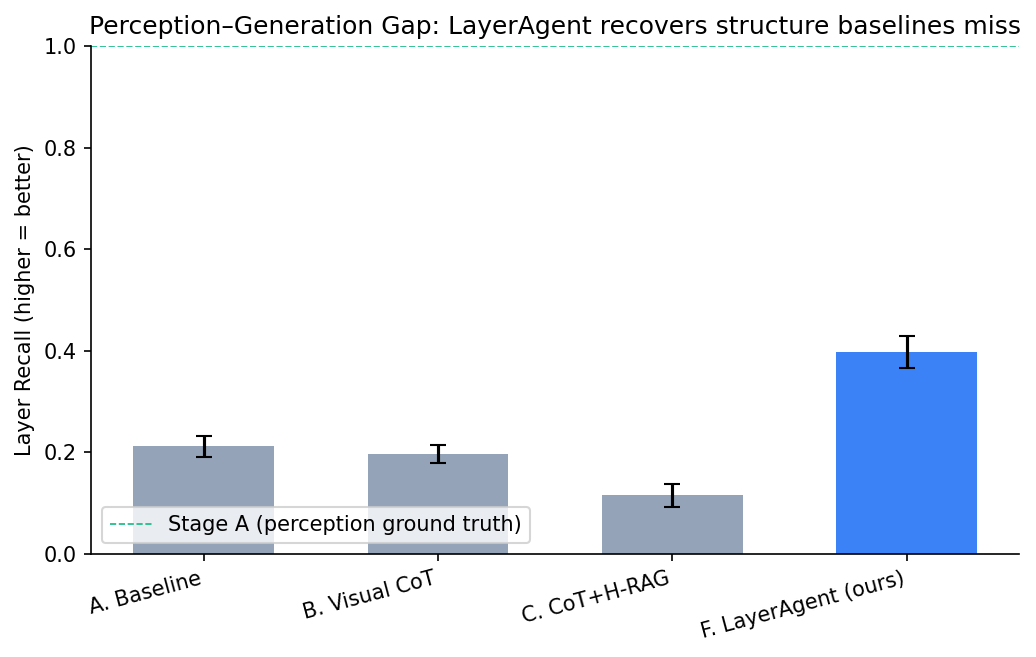 Perception–Generation Gap: LayerAgent recovers structure baselines miss
Layer Recall (higher = better)
1.0
0.8
0.6
0.4
0.2
0.0
Stage A (perception ground truth)
A. Baseline
B. Visual CoT
C. CoT+H-RAG
F. LayerAgent (ours)